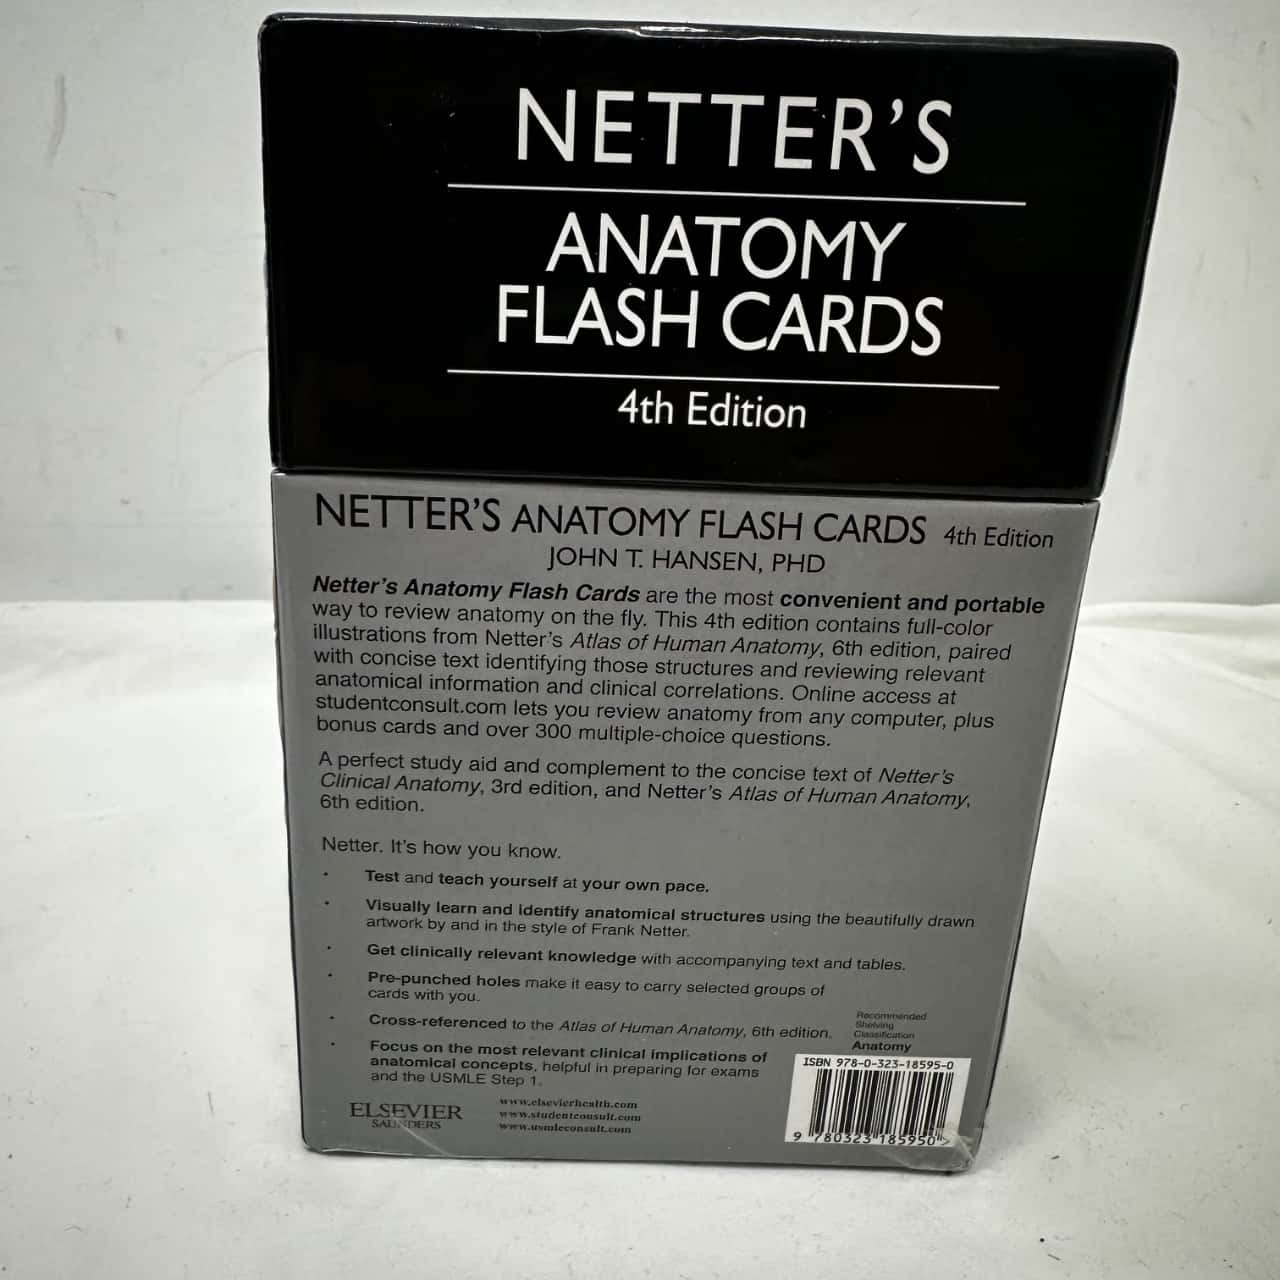 NETTER'S
ANATOMY
FLASH CARDS
4th Edition
NETTER'S ANATOMY FLASH CARDS 4th Edition
JOHN T. HANSEN, PHD
Netter's Anatomy Flash Cards are the most convenient and portable
way to review anatomy on the fly. This 4th edition contains full-color
illustrations from Netter's Atlas of Human Anatomy, 6th edition, paired
with concise text identifying those structures and reviewing relevant
anatomical information and clinical correlations. Online access at
studentconsult.com lets you review anatomy from any computer, plus
bonus cards and over 300 multiple-choice questions.
A perfect study aid and complement to the concise text of Netter's
Clinical Anatomy, 3rd edition, and Netter's Atlas of Human Anatomy,
6th edition.
Netter. It's how you know.
• Test and teach yourself at your own pace.
• Visually learn and identify anatomical structures using the beautifully drawn
artwork by and in the style of Frank Netter.
• Get clinically relevant knowledge with accompanying text and tables.
• Pre-punched holes make it easy to carry selected groups of
cards with you.
• Cross-referenced to the Atlas of Human Anatomy, 6th edition.
• Focus on the most relevant clinical implications of
anatomical concepts, helpful in preparing for exams
and the USMLE Step 1.
Recommended
Shelving
Classification
Anatomy
ISBN 978-0-323-18595-0
9 780323 185950 >
ELSEVIER
SAUNDERS
www.elsevierhealth.com
www.studentconsult.com
www.usmleconsult.com